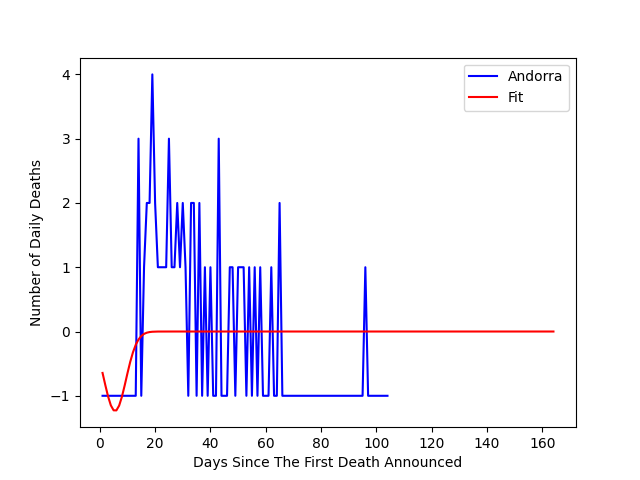 Andorra
Fit
4
3
2
1
0
−1
Number of Daily Deaths
0 20 40 60 80 100 120 140 160
Days Since The First Death Announced